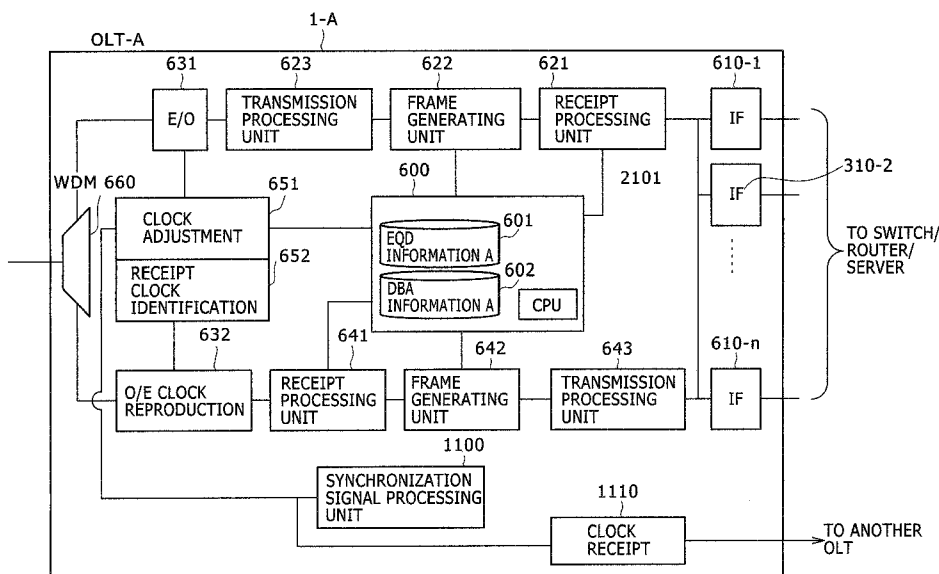 1-A
OLT-A
631
623
622
621
610-1
E/O
TRANSMISSION
PROCESSING
UNIT
FRAME
GENERATING
UNIT
RECEIPT
PROCESSING
UNIT
IF
WDM
660
651
600
2101
310-2
CLOCK
ADJUSTMENT
601
EQD
INFORMATION A
IF
652
RECEIPT
CLOCK
IDENTIFICATION
602
DBA
INFORMATION A
CPU
TO SWITCH/
ROUTER/
SERVER
632
641
642
643
610-n
O/E CLOCK
REPRODUCTION
RECEIPT
PROCESSING
UNIT
FRAME
GENERATING
UNIT
TRANSMISSION
PROCESSING
UNIT
IF
1100
SYNCHRONIZATION
SIGNAL PROCESSING
UNIT
1110
CLOCK
RECEIPT
TO ANOTHER
OLT